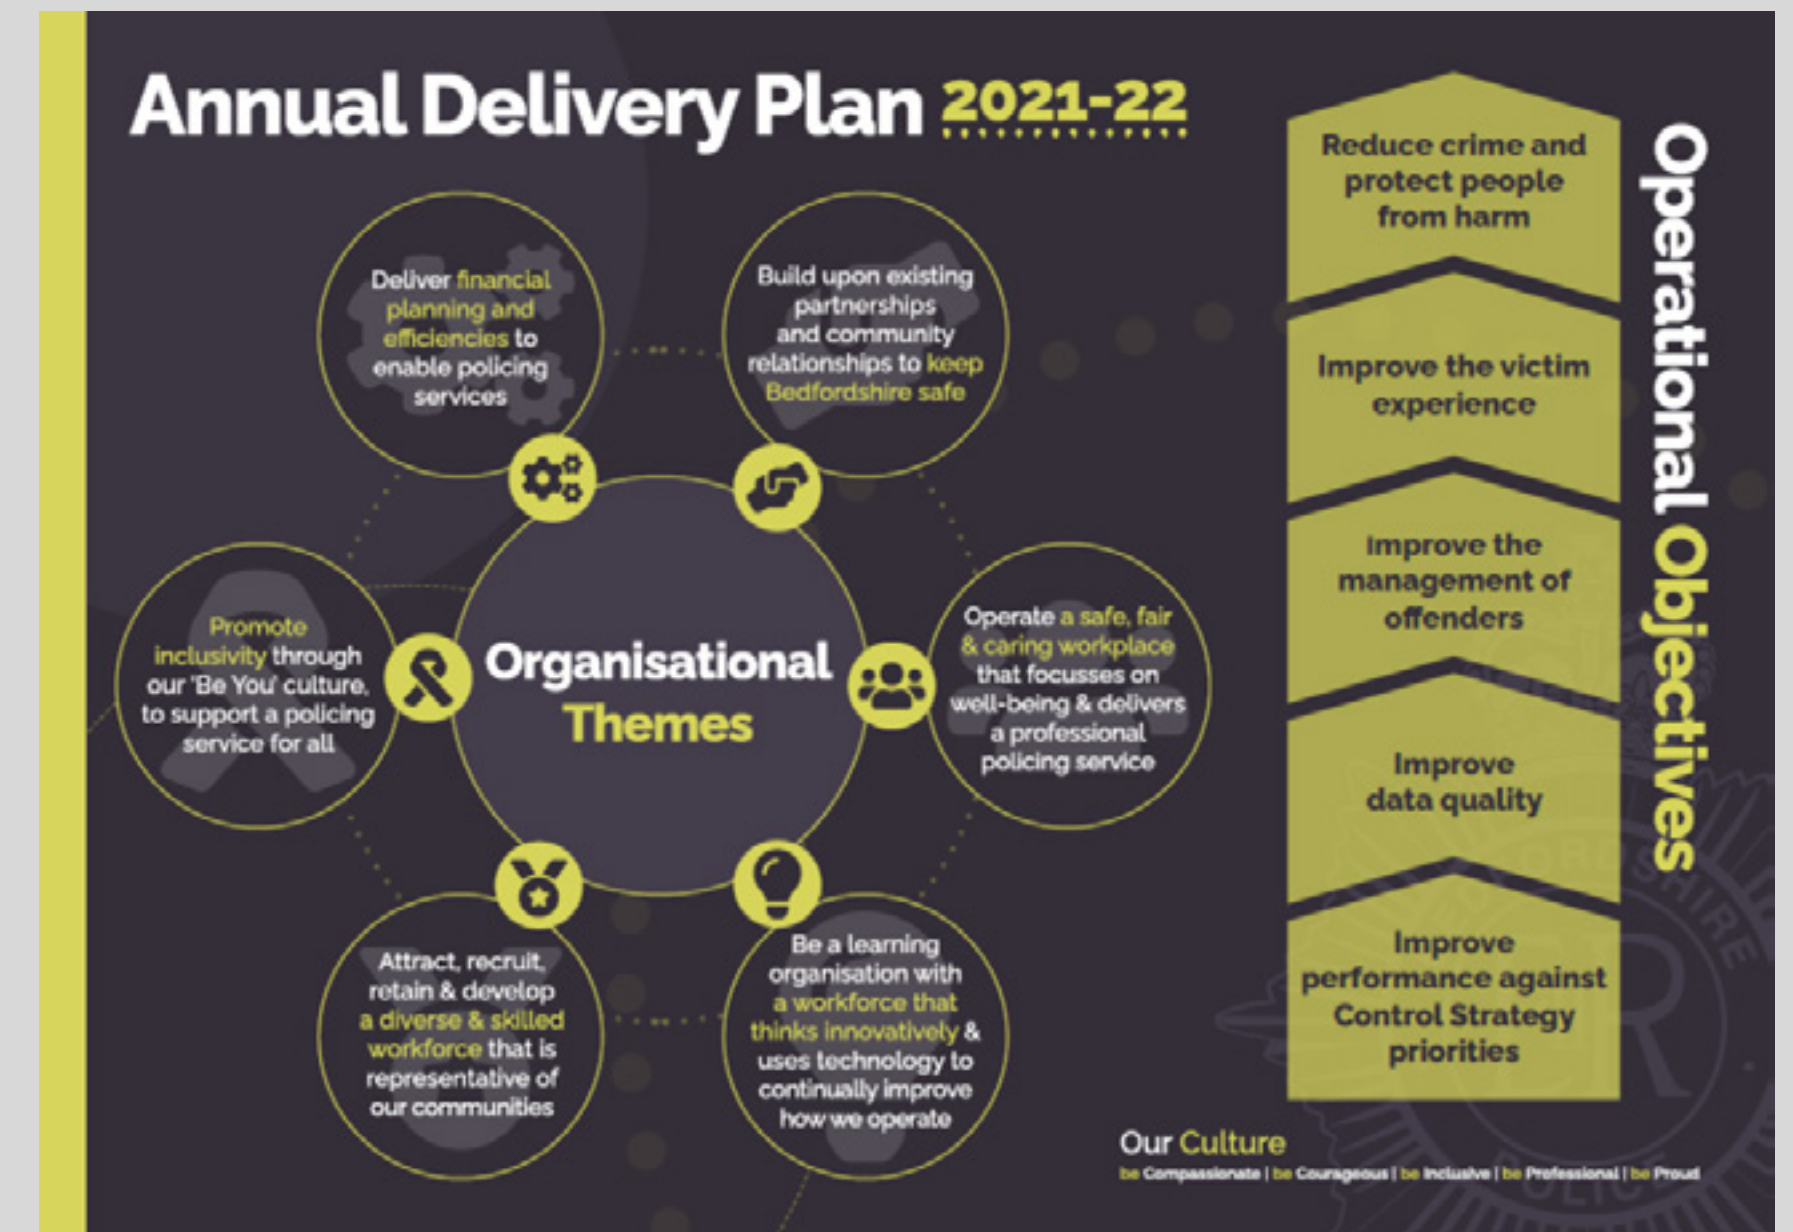 Annual Delivery Plan 2021-22
Deliver financial
planning and
efficiencies to
enable policing
services
Build upon existing
partnerships
and community
relationships to keep
Bedfordshire safe
Promote
inclusivity through
our 'Be You' culture,
to support a policing
service for all
Organisational
Themes
Operate a safe, fair
& caring workplace
that focusses on
well-being & delivers
a professional
policing service
Attract, recruit,
retain & develop
a diverse & skilled
workforce that is
representative of
our communities
Be a learning
organisation with
a workforce that
thinks innovatively &
uses technology to
continually improve
how we operate
Operational Objectives
Reduce crime and
protect people
from harm
Improve the victim
experience
Improve the
management of
offenders
Improve
data quality
Improve
performance against
Control Strategy
priorities
Our Culture
be Compassionate | be Courageous | be Inclusive | be Professional | be Proud